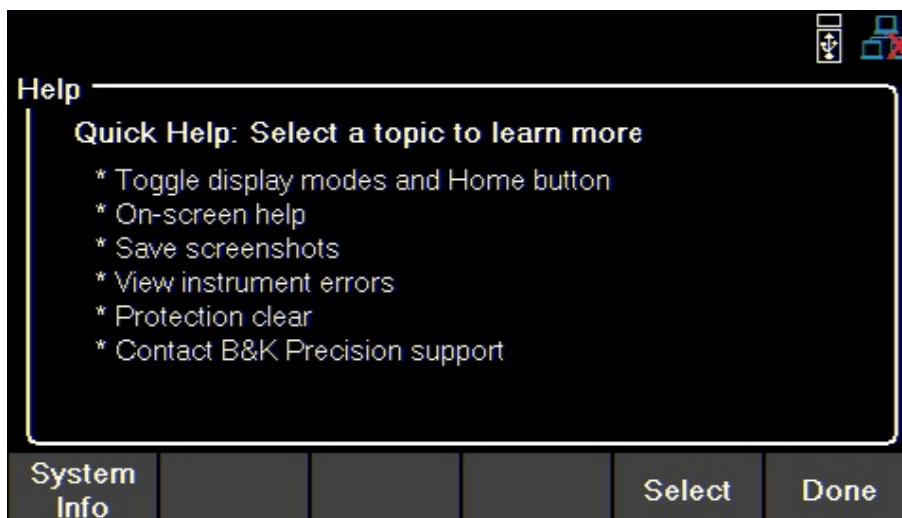 Help
Quick Help: Select a topic to learn more
* Toggle display modes and Home button
* On-screen help
* Save screenshots
* View instrument errors
* Protection clear
* Contact B&K Precision support
System Info
Select
Done